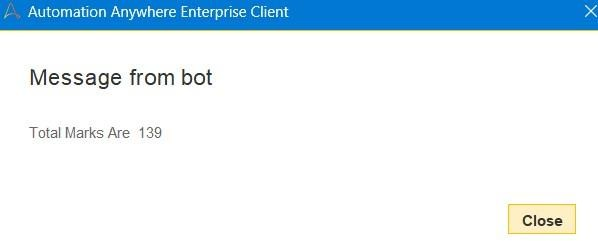 Automation Anywhere Enterprise Client
Message from bot
Total Marks Are 139
Close